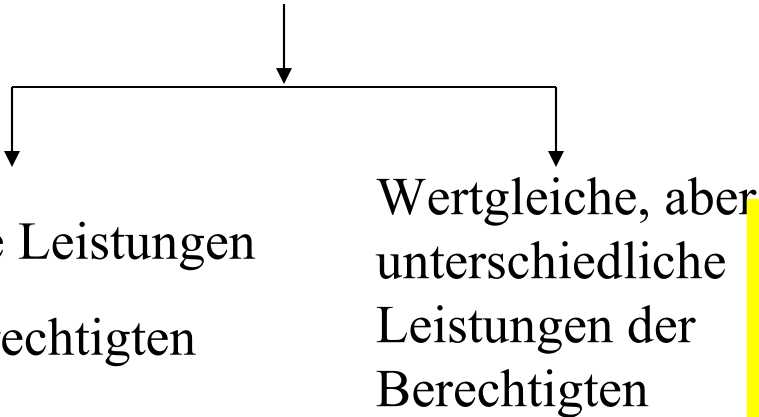 Leistungen
Wertgleiche, aber
unterschiedliche
Leistungen der
Berechtigten